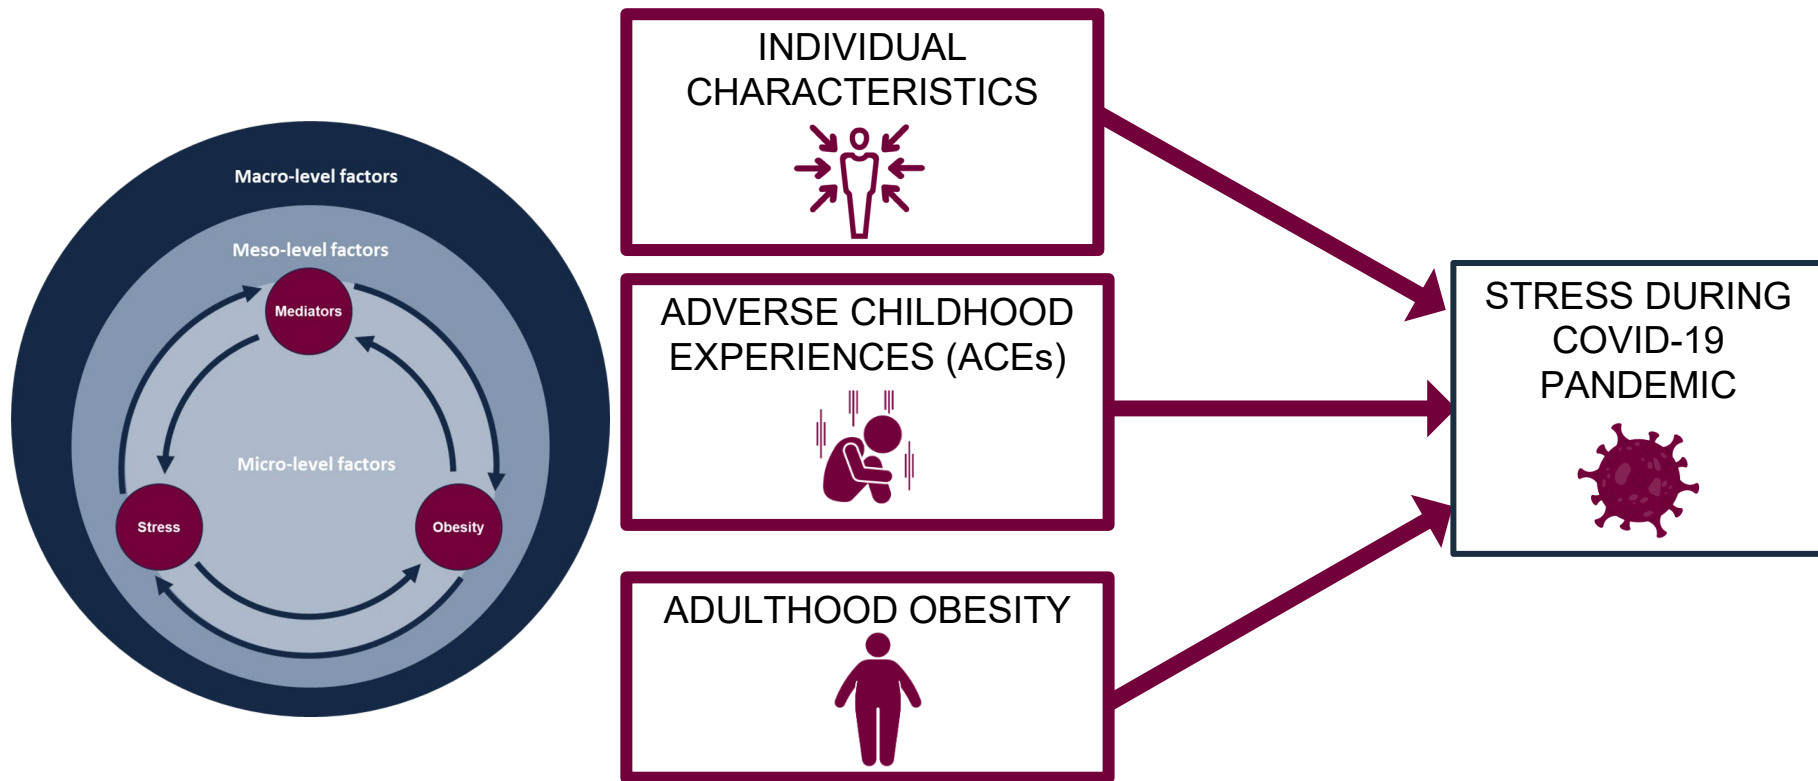 Macro-level factors
Meso-level factors
Mediators
Micro-level factors
Stress
Obesity
INDIVIDUAL
CHARACTERISTICS
ADVERSE CHILDHOOD
EXPERIENCES (ACEs)
ADULTHOOD OBESITY
STRESS DURING
COVID-19
PANDEMIC